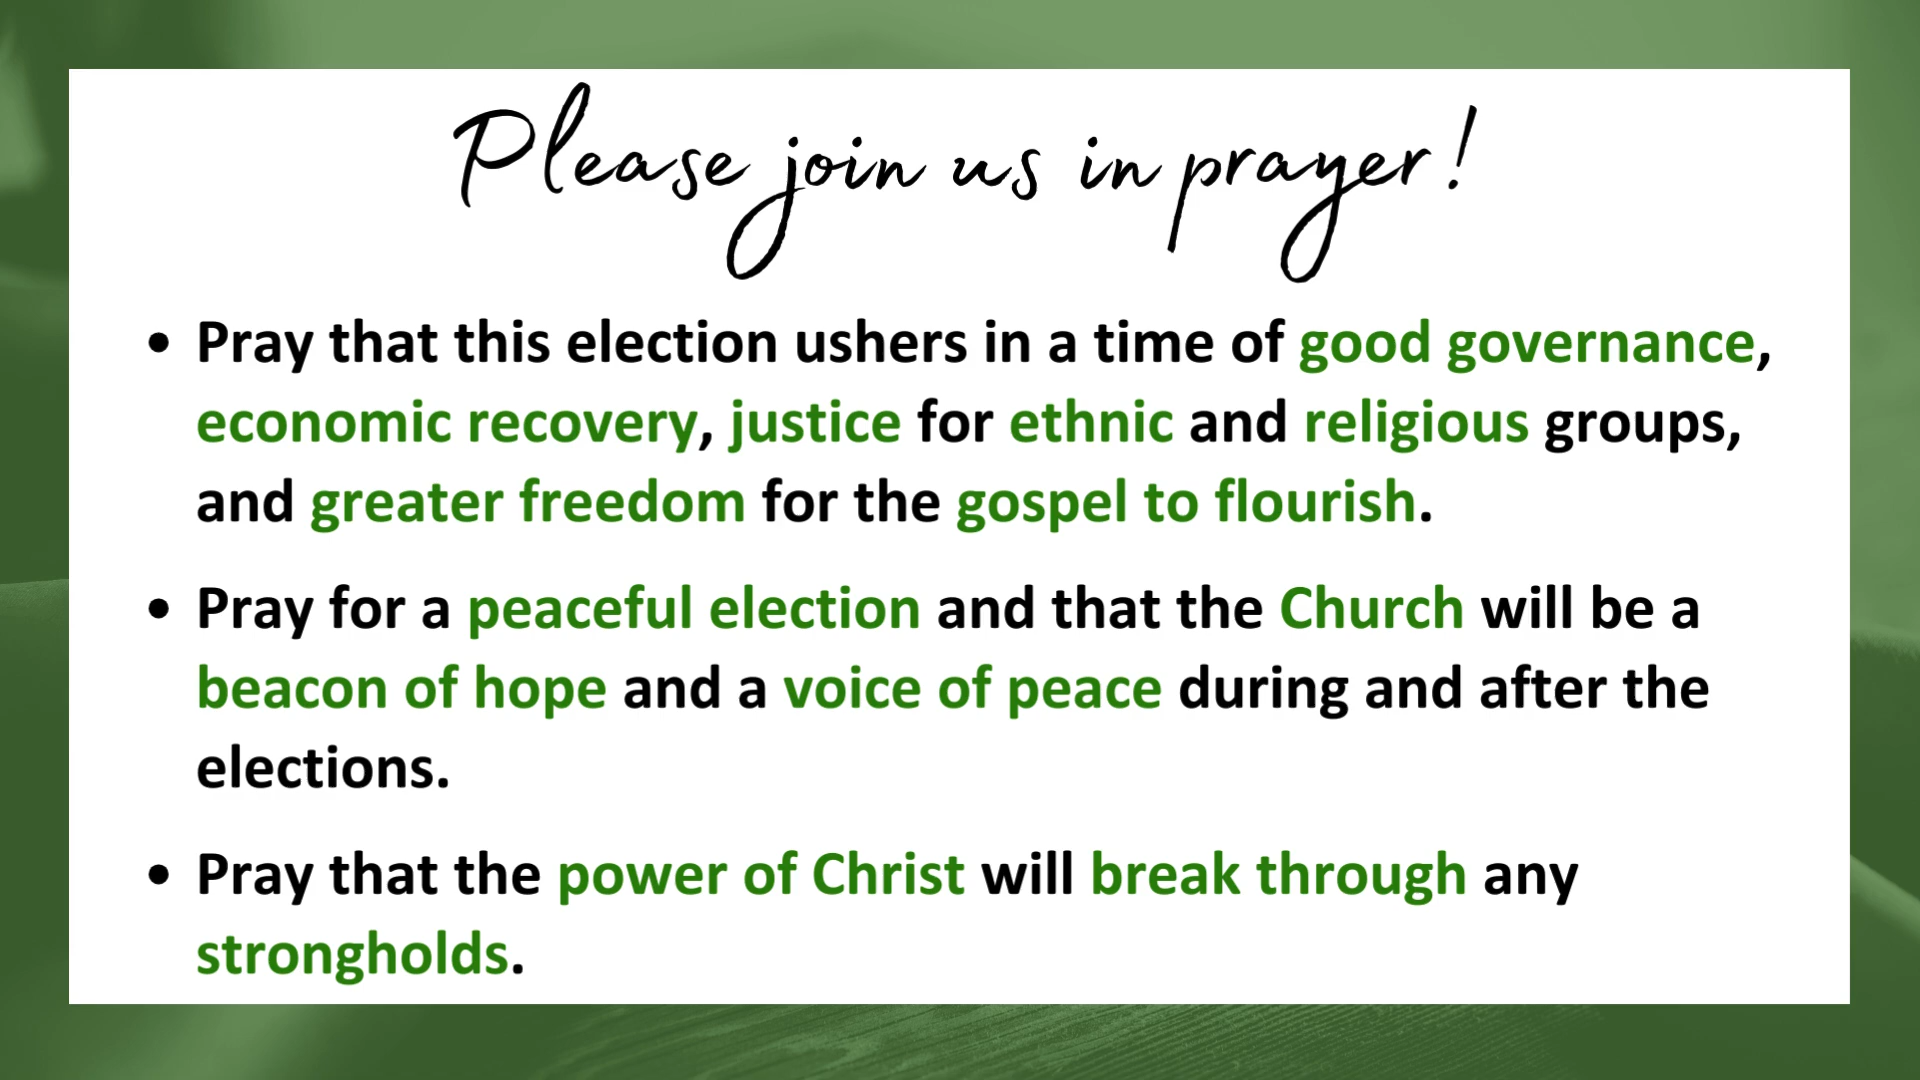 Please join us in prayer!
• Pray that this election ushers in a time of good governance,
economic recovery, justice for ethnic and religious groups,
and greater freedom for the gospel to flourish.
• Pray for a peaceful election and that the Church will be a
beacon of hope and a voice of peace during and after the
elections.
• Pray that the power of Christ will break through any
strongholds.